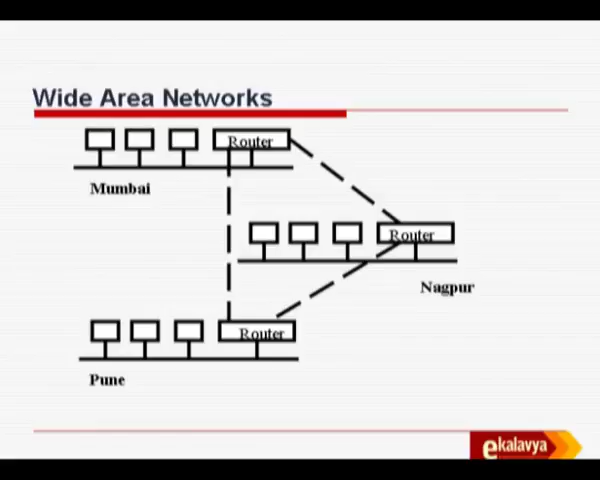 Wide Area Networks
Router
Mumbai
Router
Nagpur
Router
Pune
ekalavya